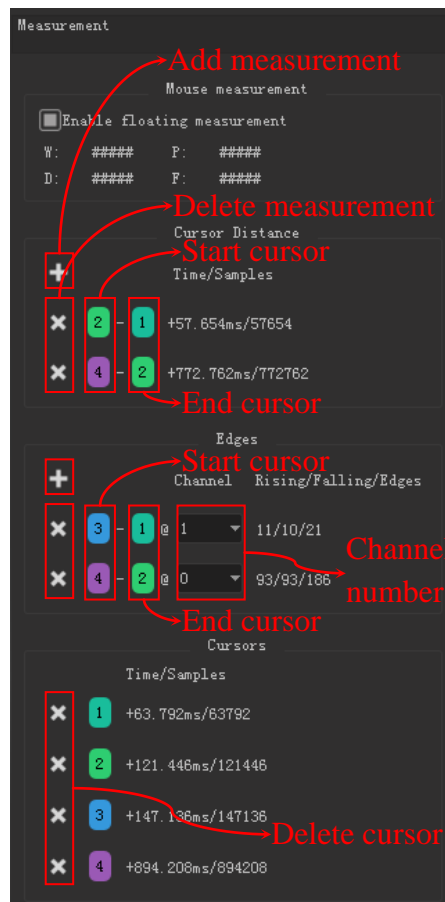 Measurement
Add measurement
Mouse measurement
Enable floating measurement
W: ##### P: #####
D: ##### F: #####
Delete measurement
Cursor Distance
Start cursor
Time/Samples
2 - 1 +57.654ms/57654
4 - 2 +772.762ms/772762
End cursor
Edges
Start cursor
Channel Rising/Falling/Edges
3 - 1 @ 1 11/10/21
Channe
4 - 2 @ 0 93/93/186
number
End cursor
Cursors
Time/Samples
1 +63.792ms/63792
2 +121.446ms/121446
3 +147.136ms/147136
Delete cursor
4 +894.208ms/894208